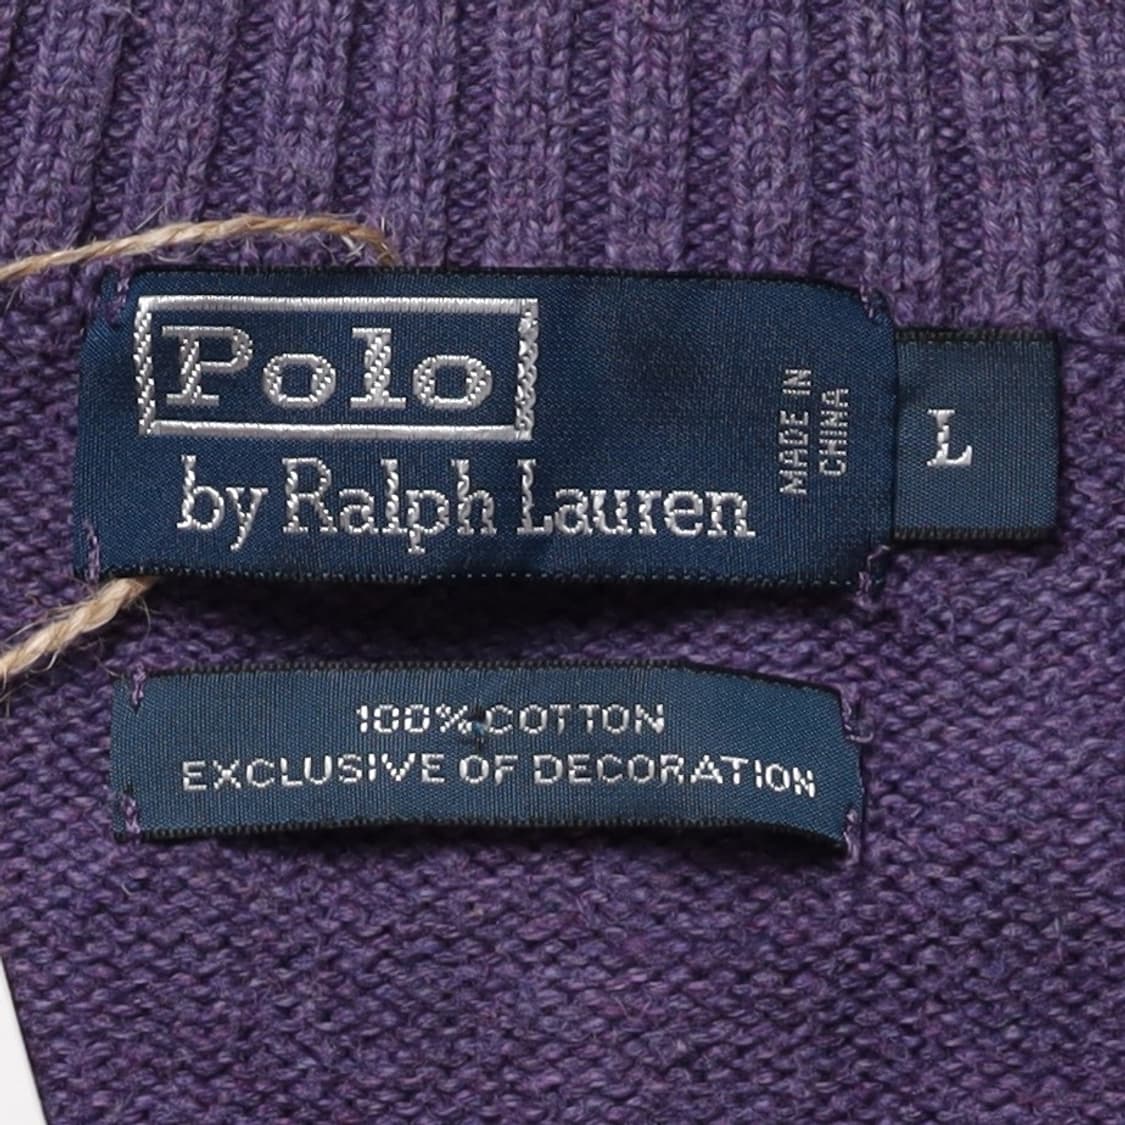 Polo
by Ralph Lauren
MADE IN
CHINA
L
100% COTTON
EXCLUSIVE OF DECORATION